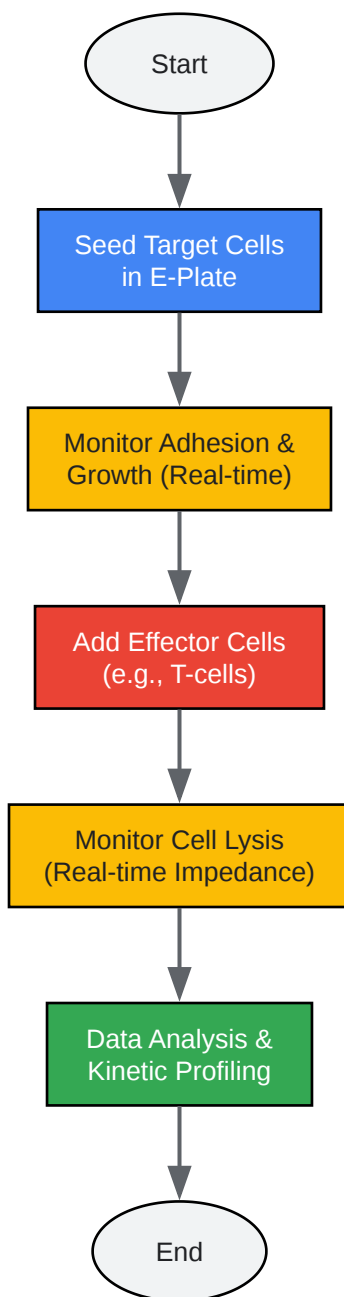 Start
Seed Target Cells
in E-Plate
Monitor Adhesion &
Growth (Real-time)
Add Effector Cells
(e.g., T-cells)
Monitor Cell Lysis
(Real-time Impedance)
Data Analysis &
Kinetic Profiling
End